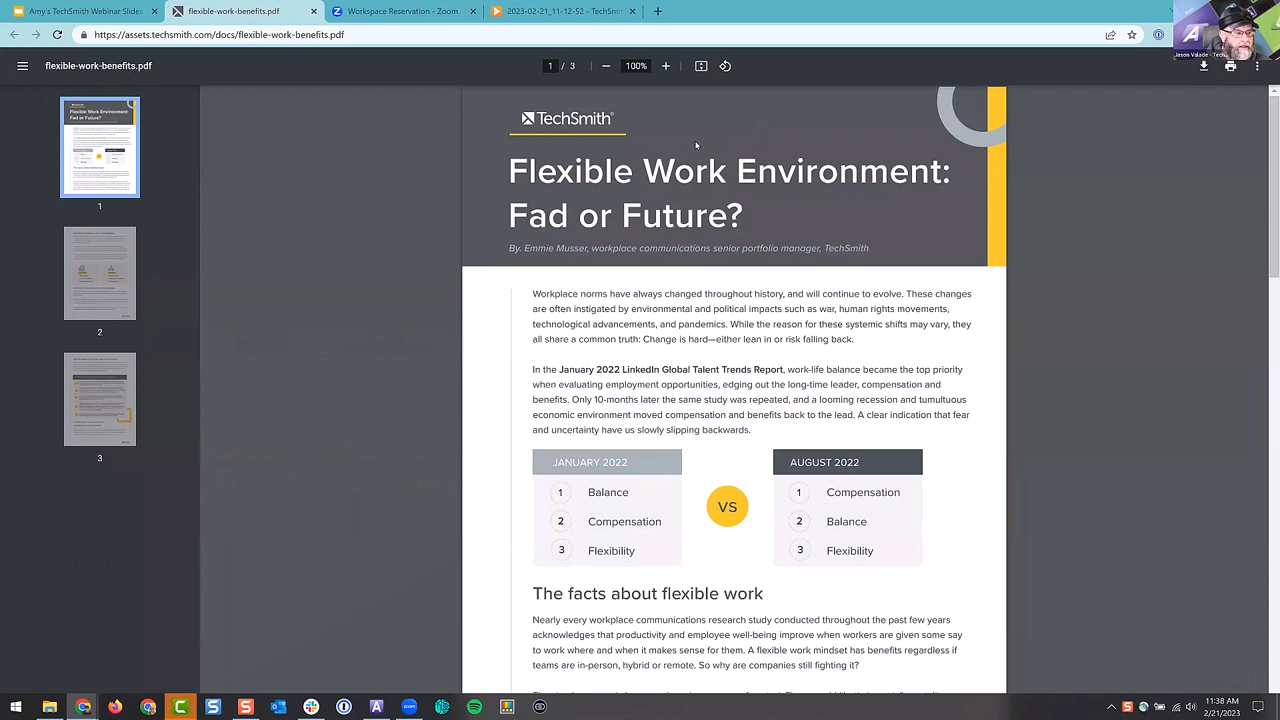 Amy's TechSmith Webinar Slides
flexible-work-benefits.pdf
Workspace Reservation - Zoom
2023-02-21_11-12-52 - TechSmi
https://assets.techsmith.com/docs/flexible-work-benefits.pdf
Jason Valade - Tech
flexible-work-benefits.pdf
1 / 3
100%
1
2
3
TechSmith
Flexible Work Environment:
Fad or Future?
By: Emmie Musser, workplace communications senior portfolio manager, TechSmith
Workplace norms have always changed throughout history, and will continue to evolve. These changes
are often instigated by environmental and political impacts such as war, human rights movements,
technological advancements, and pandemics. While the reason for these systemic shifts may vary, they
all share a common truth: Change is hard—either lean in or risk falling back.
In the January 2022 LinkedIn Global Talent Trends Report, work-life balance became the top priority
when evaluating employment opportunities, edging out the long-time leader, compensation and
benefits. Only 10-months later the same study was repeated, and a looming recession and tumultuous
economic environment moved compensation and benefits back to the lead. A clear indication that fear
and uncertainty have us slowly slipping backwards.
JANUARY 2022
1 Balance
2 Compensation
3 Flexibility
VS
AUGUST 2022
1 Compensation
2 Balance
3 Flexibility
The facts about flexible work
Nearly every workplace communications research study conducted throughout the past few years
acknowledges that productivity and employee well-being improve when workers are given some say
to work where and when it makes sense for them. A flexible work mindset has benefits regardless if
teams are in-person, hybrid or remote. So why are companies still fighting it?
11:38 AM
2/21/2023